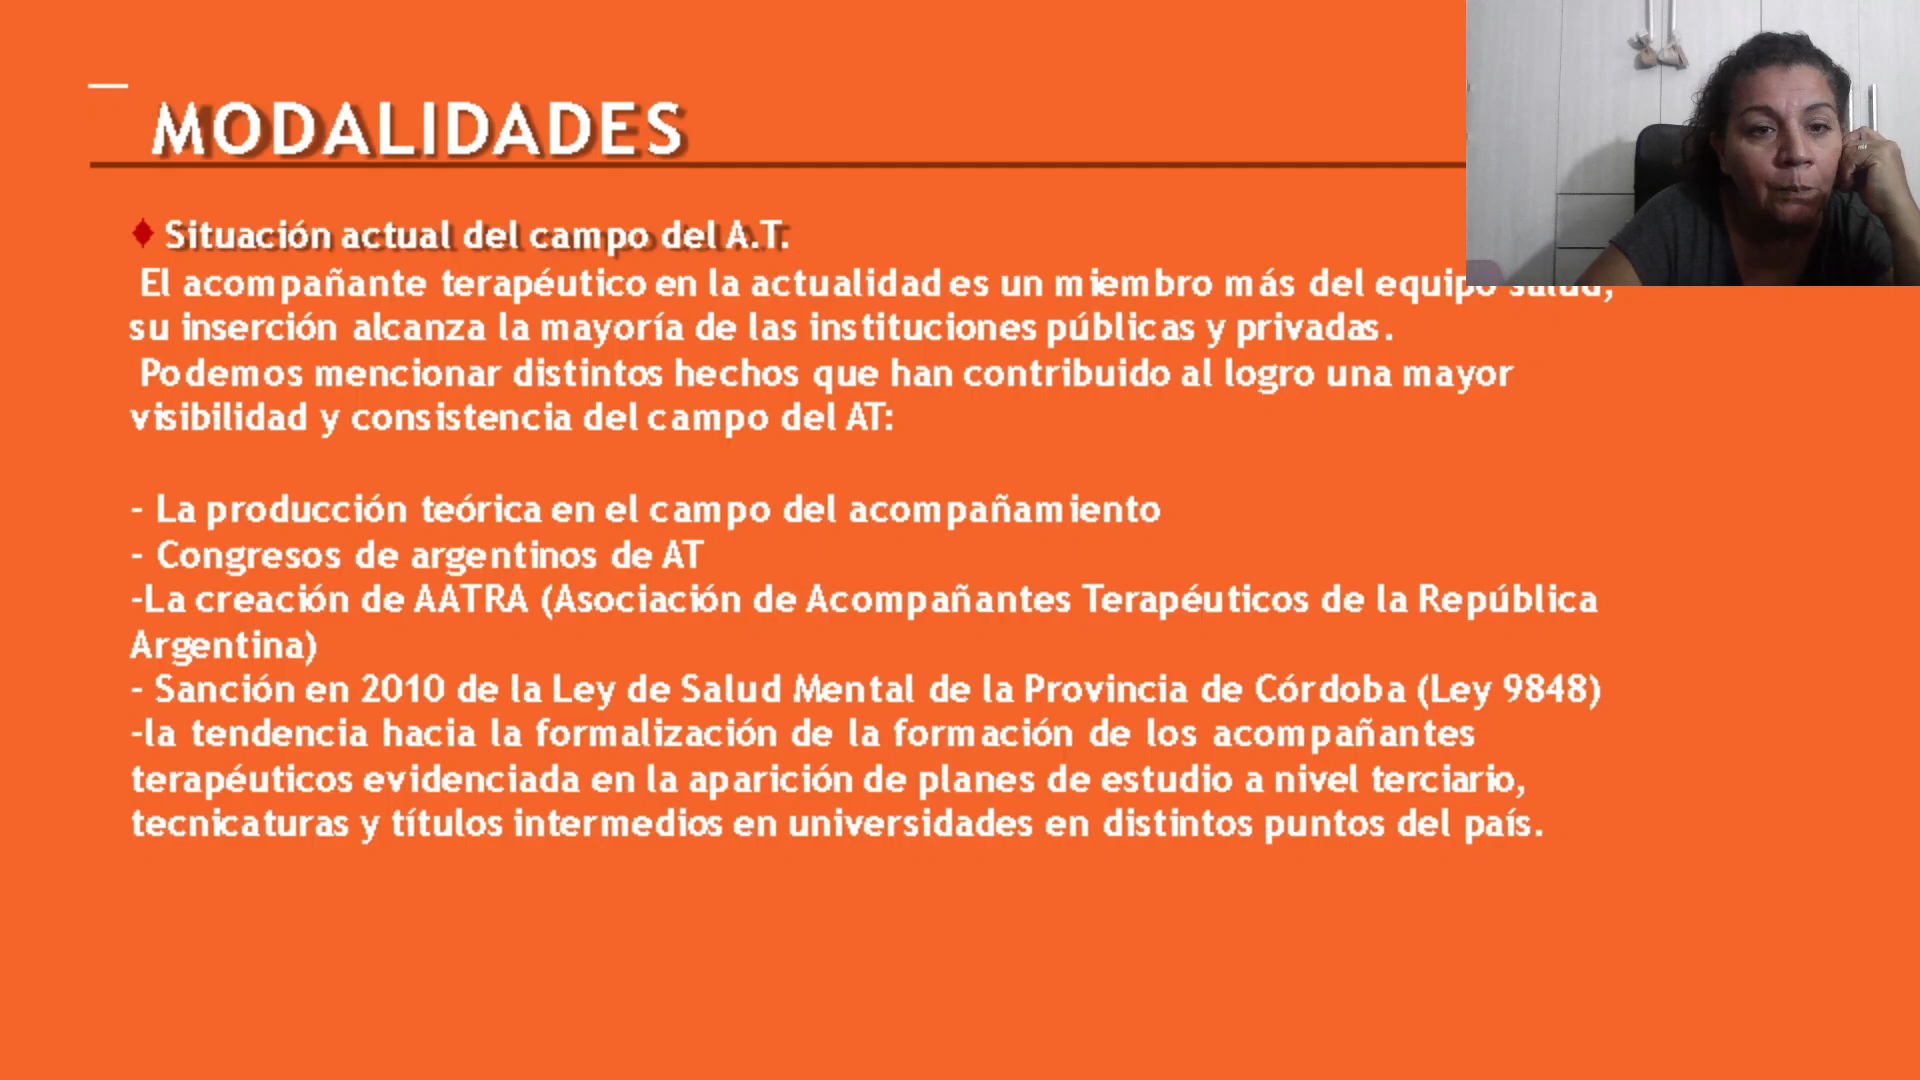 MODALIDADES
Situación actual del campo del A.T.
El acompañante terapéutico en la actualidad es un miembro más del equipo salud,
su inserción alcanza la mayoría de las instituciones públicas y privadas.
Podemos mencionar distintos hechos que han contribuido al logro una mayor
visibilidad y consistencia del campo del AT:
- La producción teórica en el campo del acompañamiento
- Congresos de argentinos de AT
-La creación de AATRA (Asociación de Acompañantes Terapéuticos de la República
Argentina)
- Sanción en 2010 de la Ley de Salud Mental de la Provincia de Córdoba (Ley 9848)
-la tendencia hacia la formalización de la formación de los acompañantes
terapéuticos evidenciada en la aparición de planes de estudio a nivel terciario,
tecnicaturas y títulos intermedios en universidades en distintos puntos del país.